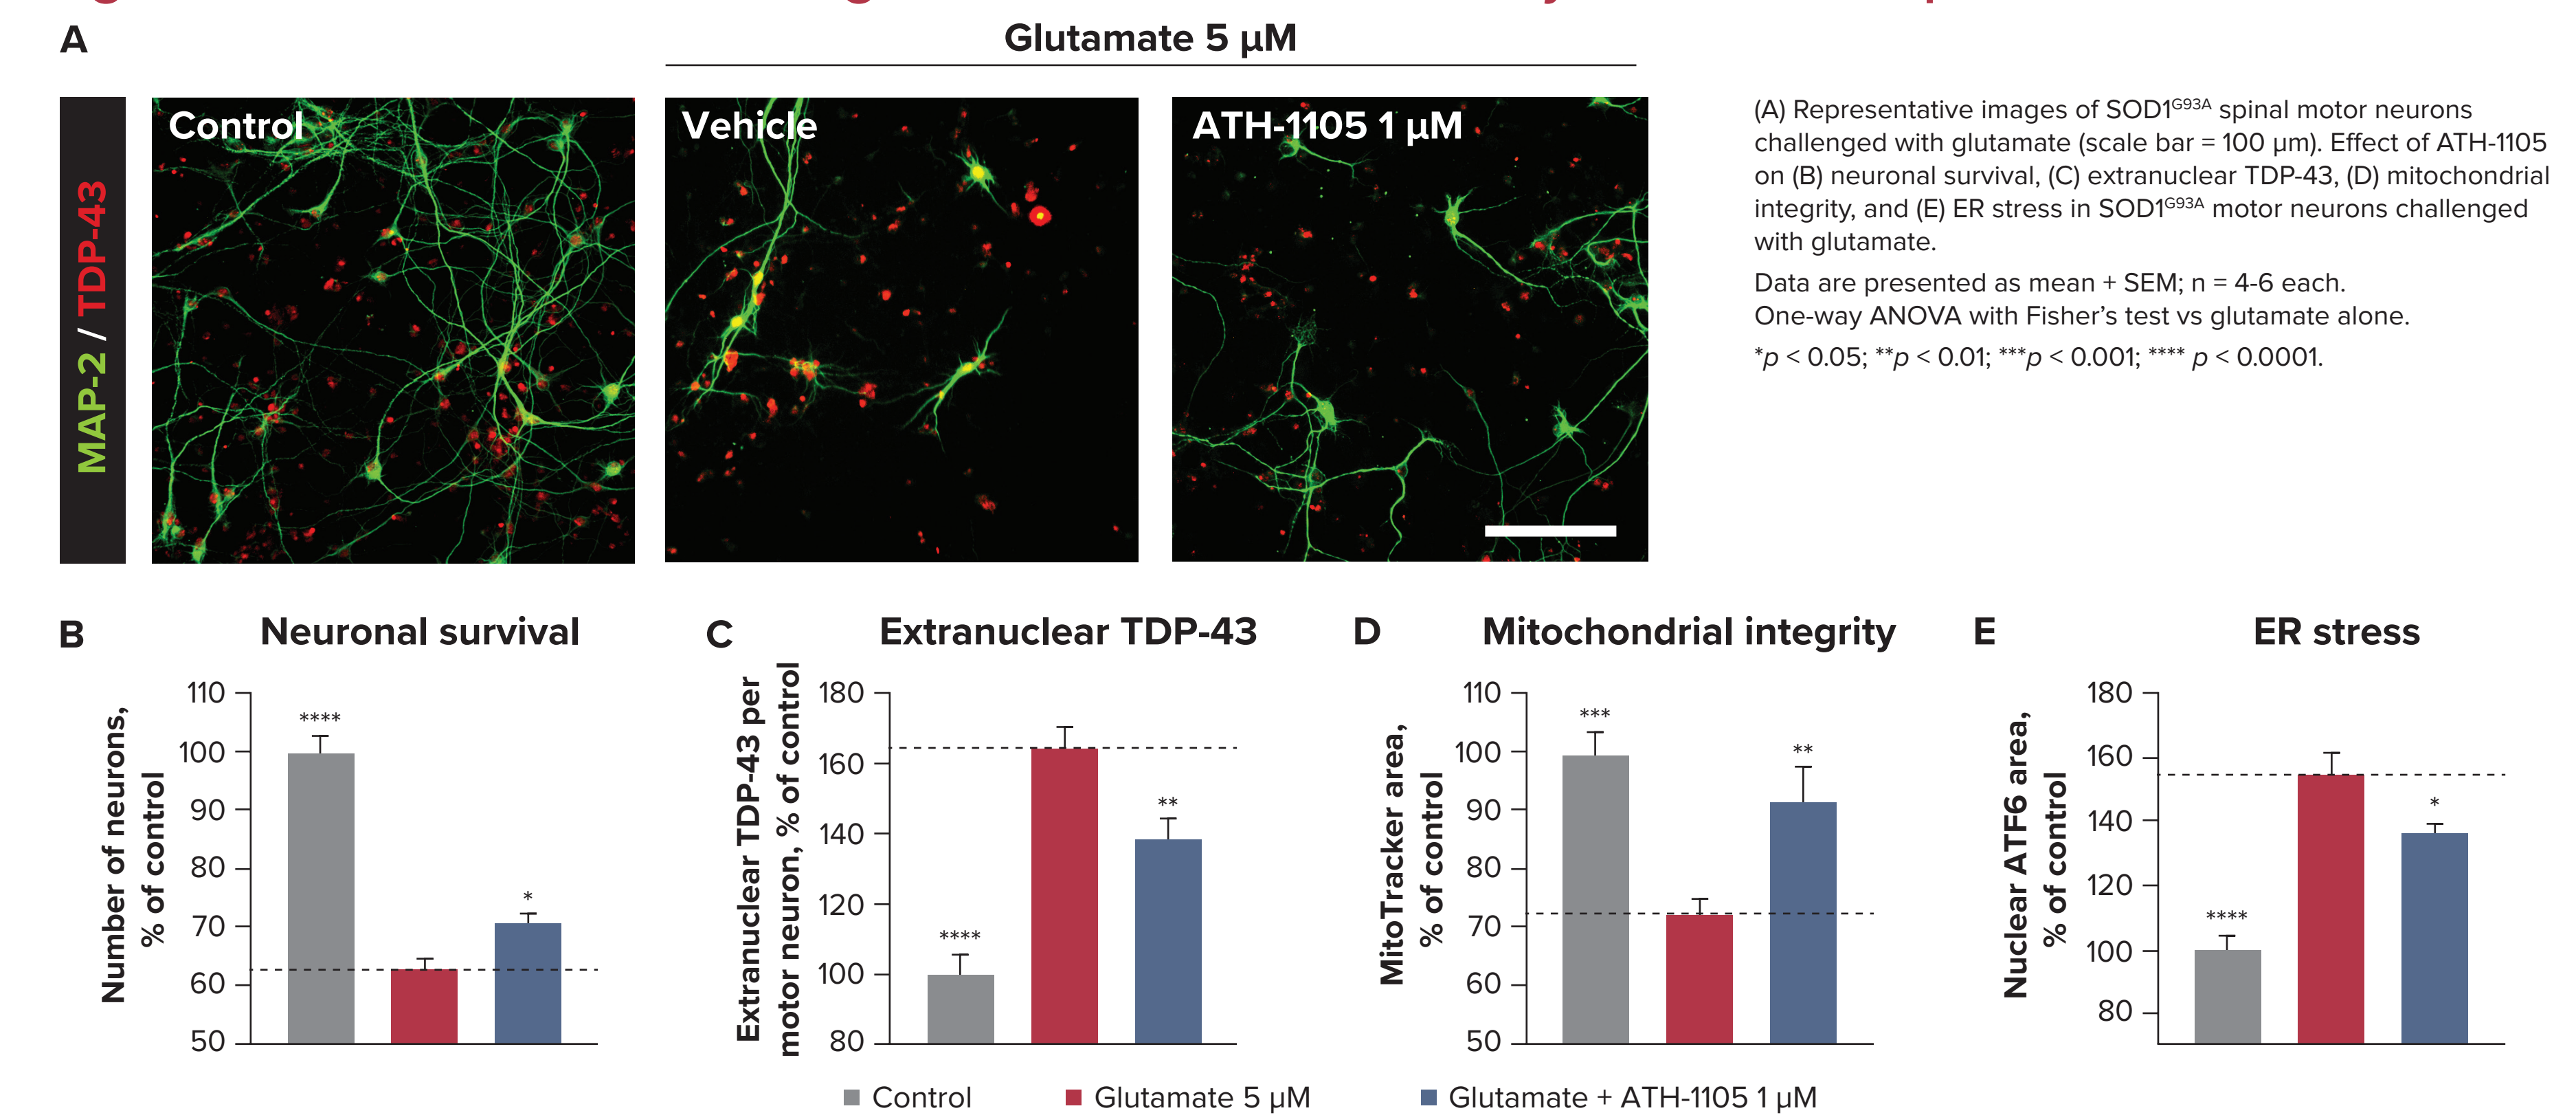 A
Glutamate 5 μM
MAP-2 / TDP-43
Control
Vehicle
ATH-1105 1 μM
(A) Representative images of SOD1G93A spinal motor neurons
challenged with glutamate (scale bar = 100 μm). Effect of ATH-1105
on (B) neuronal survival, (C) extranuclear TDP-43, (D) mitochondrial
integrity, and (E) ER stress in SOD1G93A motor neurons challenged
with glutamate.
Data are presented as mean + SEM; n = 4-6 each.
One-way ANOVA with Fisher’s test vs glutamate alone.
*p < 0.05; **p < 0.01; ***p < 0.001; **** p < 0.0001.
B
Neuronal survival
Number of neurons,
% of control
110
100
90
80
70
60
50
****
*
C
Extranuclear TDP-43
Extranuclear TDP-43 per
motor neuron, % of control
180
160
140
120
100
80
****
**
D
Mitochondrial integrity
MitoTracker area,
% of control
110
100
90
80
70
60
50
***
**
E
ER stress
Nuclear ATF6 area,
% of control
180
160
140
120
100
80
****
*
Control
Glutamate 5 μM
Glutamate + ATH-1105 1 μM